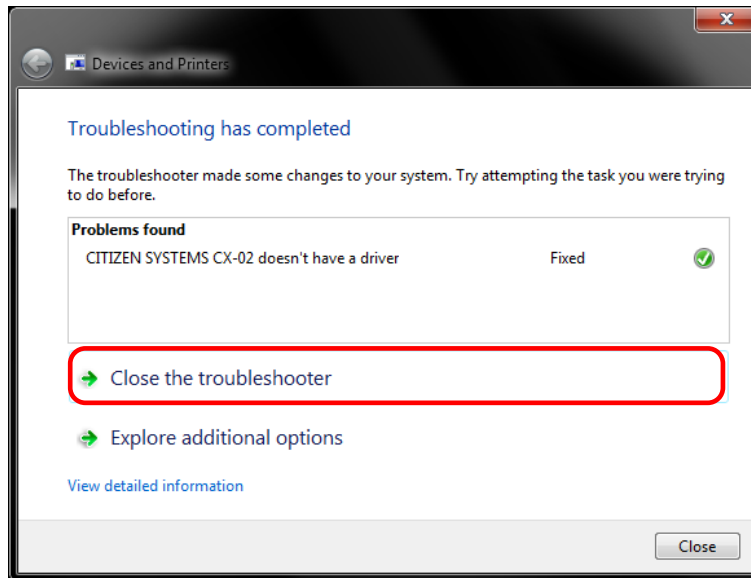 Devices and Printers
Troubleshooting has completed
The troubleshooter made some changes to your system. Try attempting the task you were trying
to do before.
Problems found
CITIZEN SYSTEMS CX-02 doesn't have a driver Fixed
Close the troubleshooter
Explore additional options
View detailed information
Close